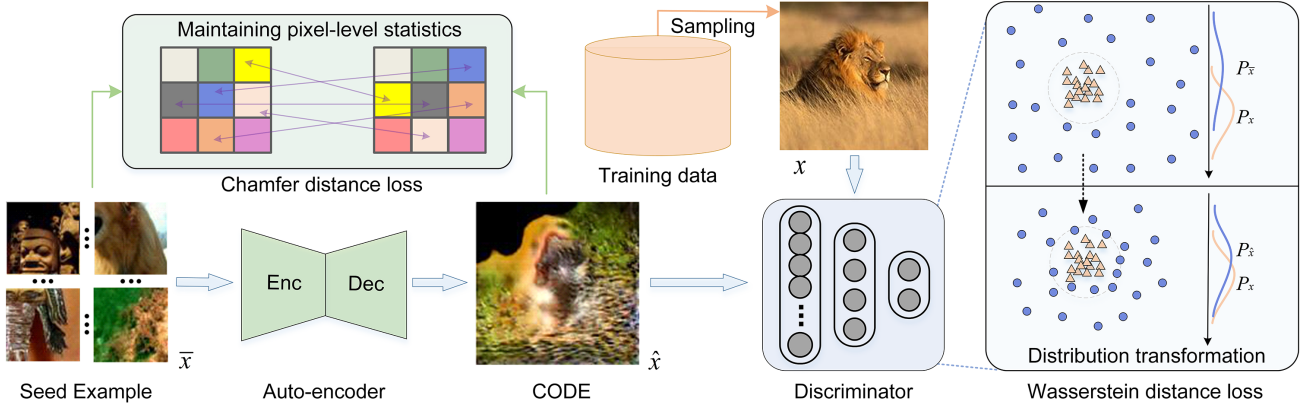 Maintaining pixel-level statistics
Chamfer distance loss
Sampling
Training data
x
P_x̄
P_x
P_x̂
P_x
Distribution transformation
Enc
Dec
x̄
x̂
Seed Example
Auto-encoder
CODE
Discriminator
Wasserstein distance loss